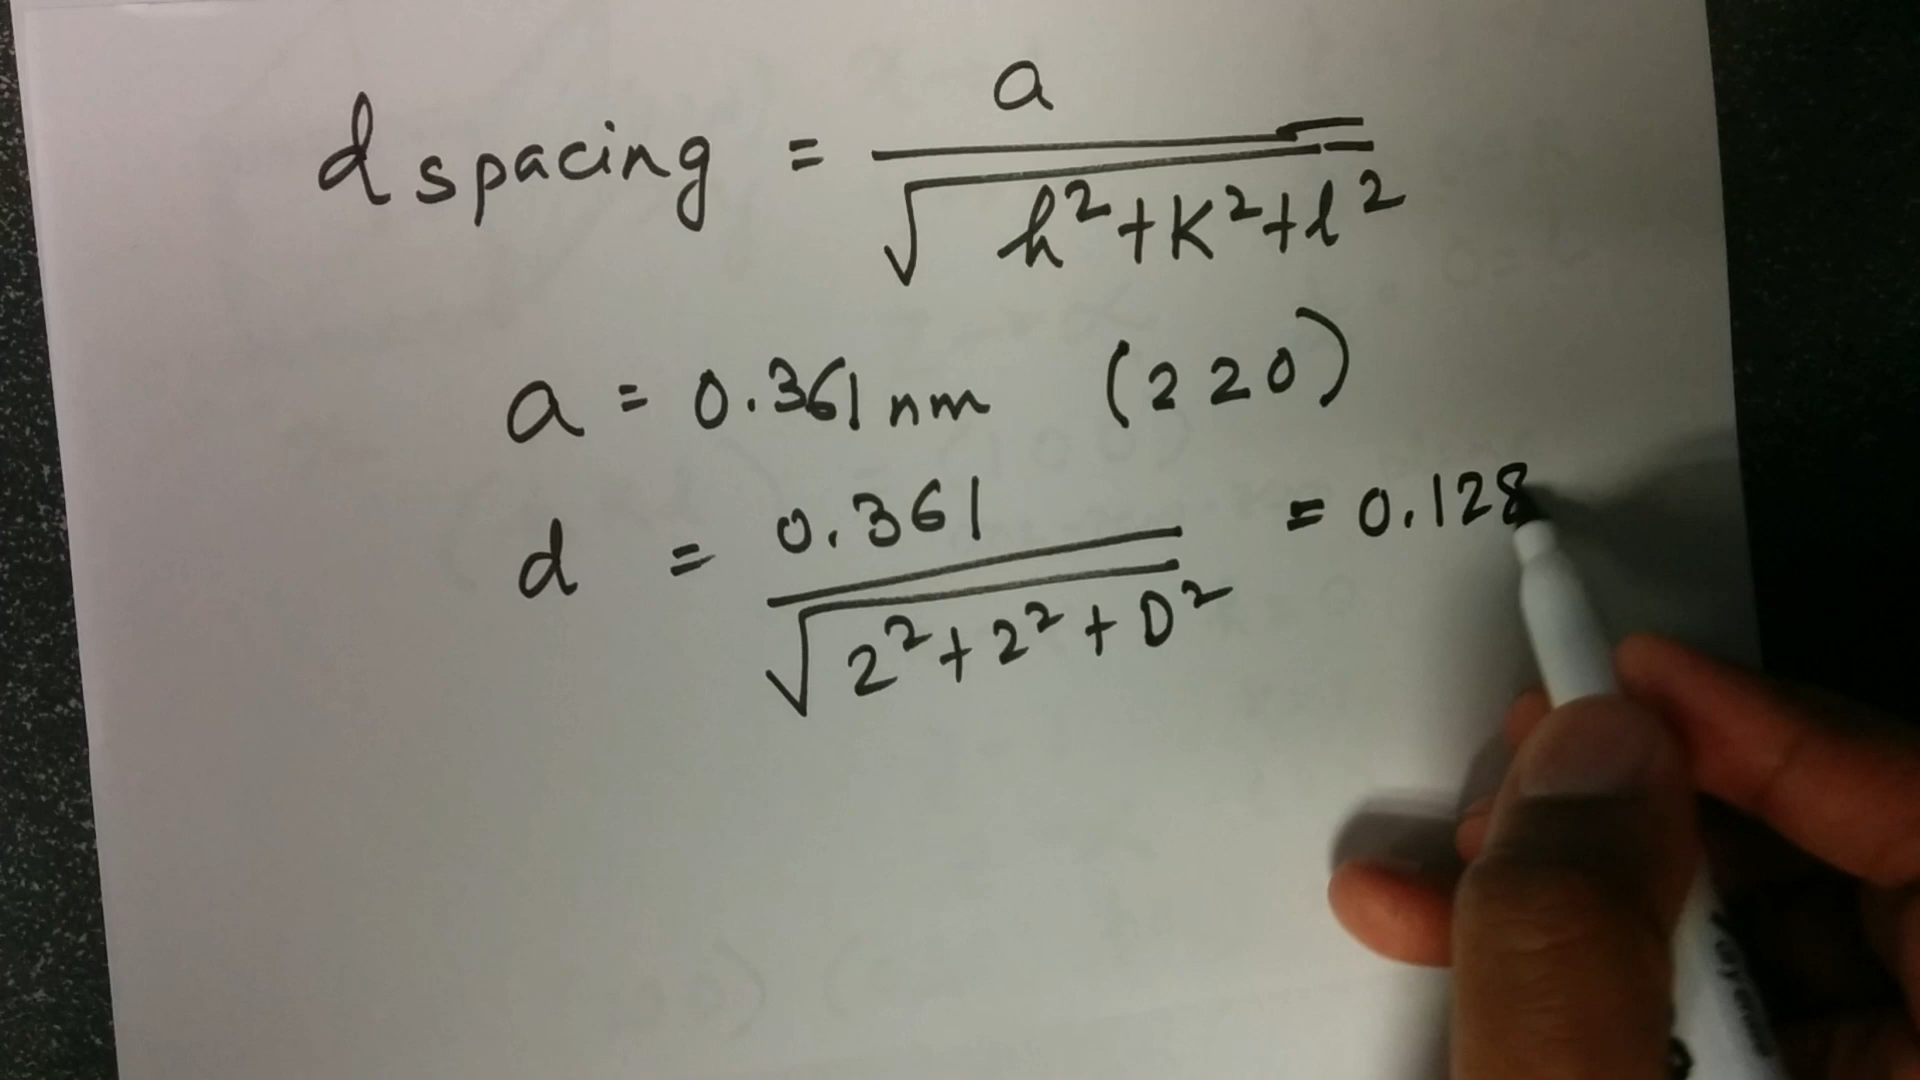 d spacing = a / √(h²+K²+l²)
a = 0.361 nm (220)
d = 0.361 / √(2²+2²+0²) = 0.128